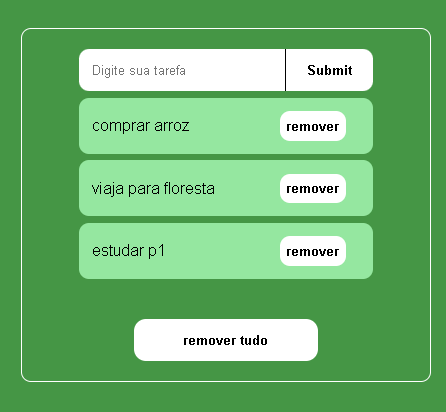 Digite sua tarefa Submit
comprar arroz remover
viaja para floresta remover
estudar p1 remover
remover tudo